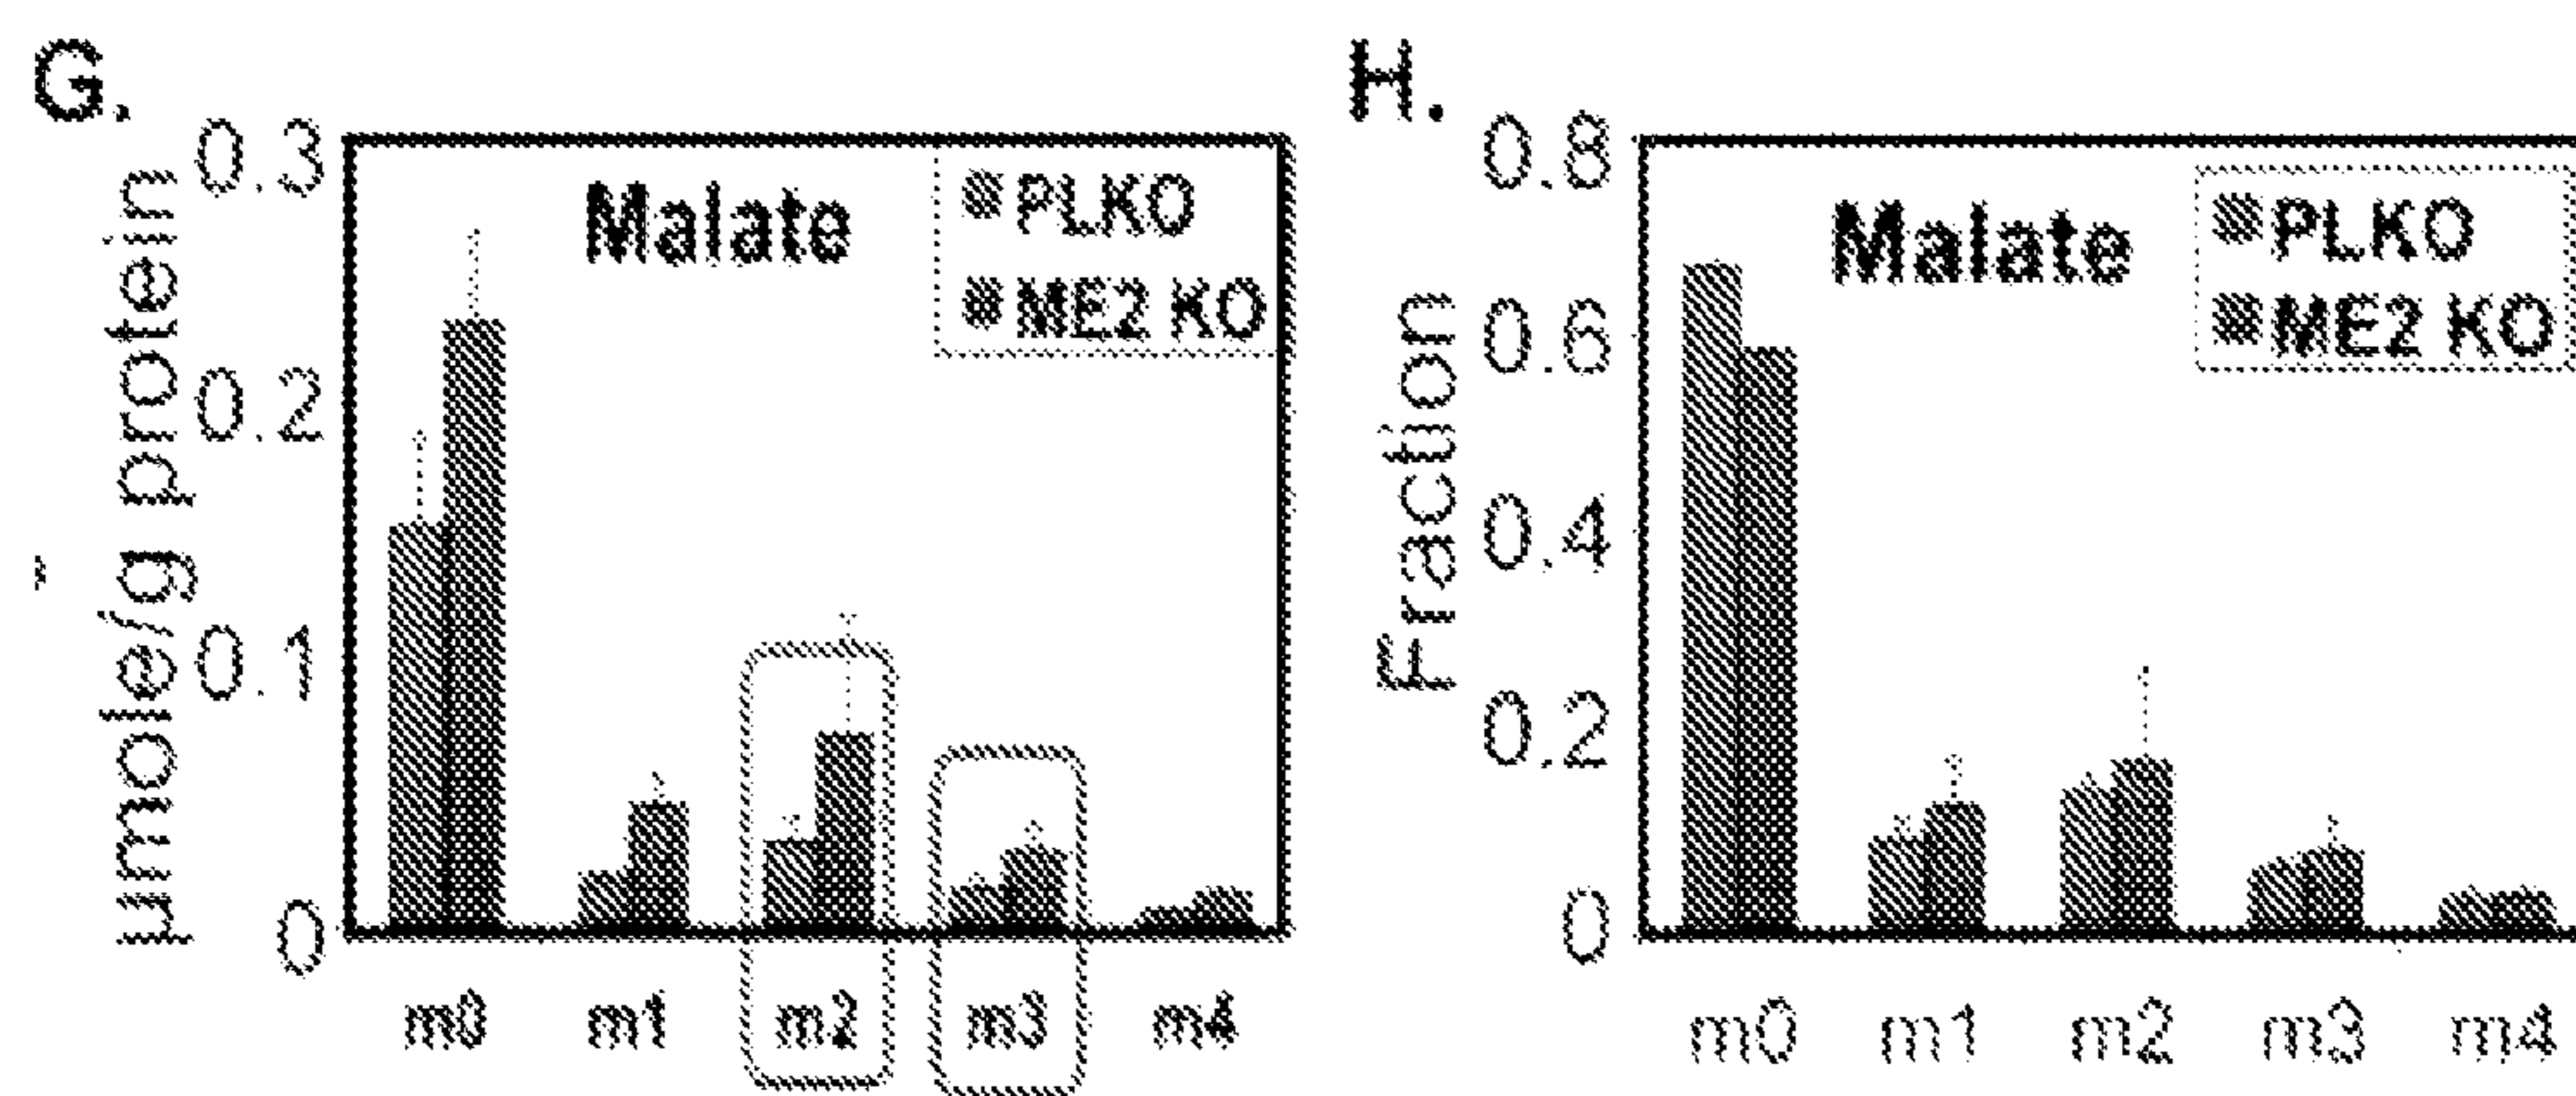 G.
µmole/g protein
0.3
0.2
0.1
0
Malate
PLKO
ME2 KO
m0 m1 m2 m3 m4
H.
Fraction
0.8
0.6
0.4
0.2
0
Malate
PLKO
ME2 KO
m0 m1 m2 m3 m4